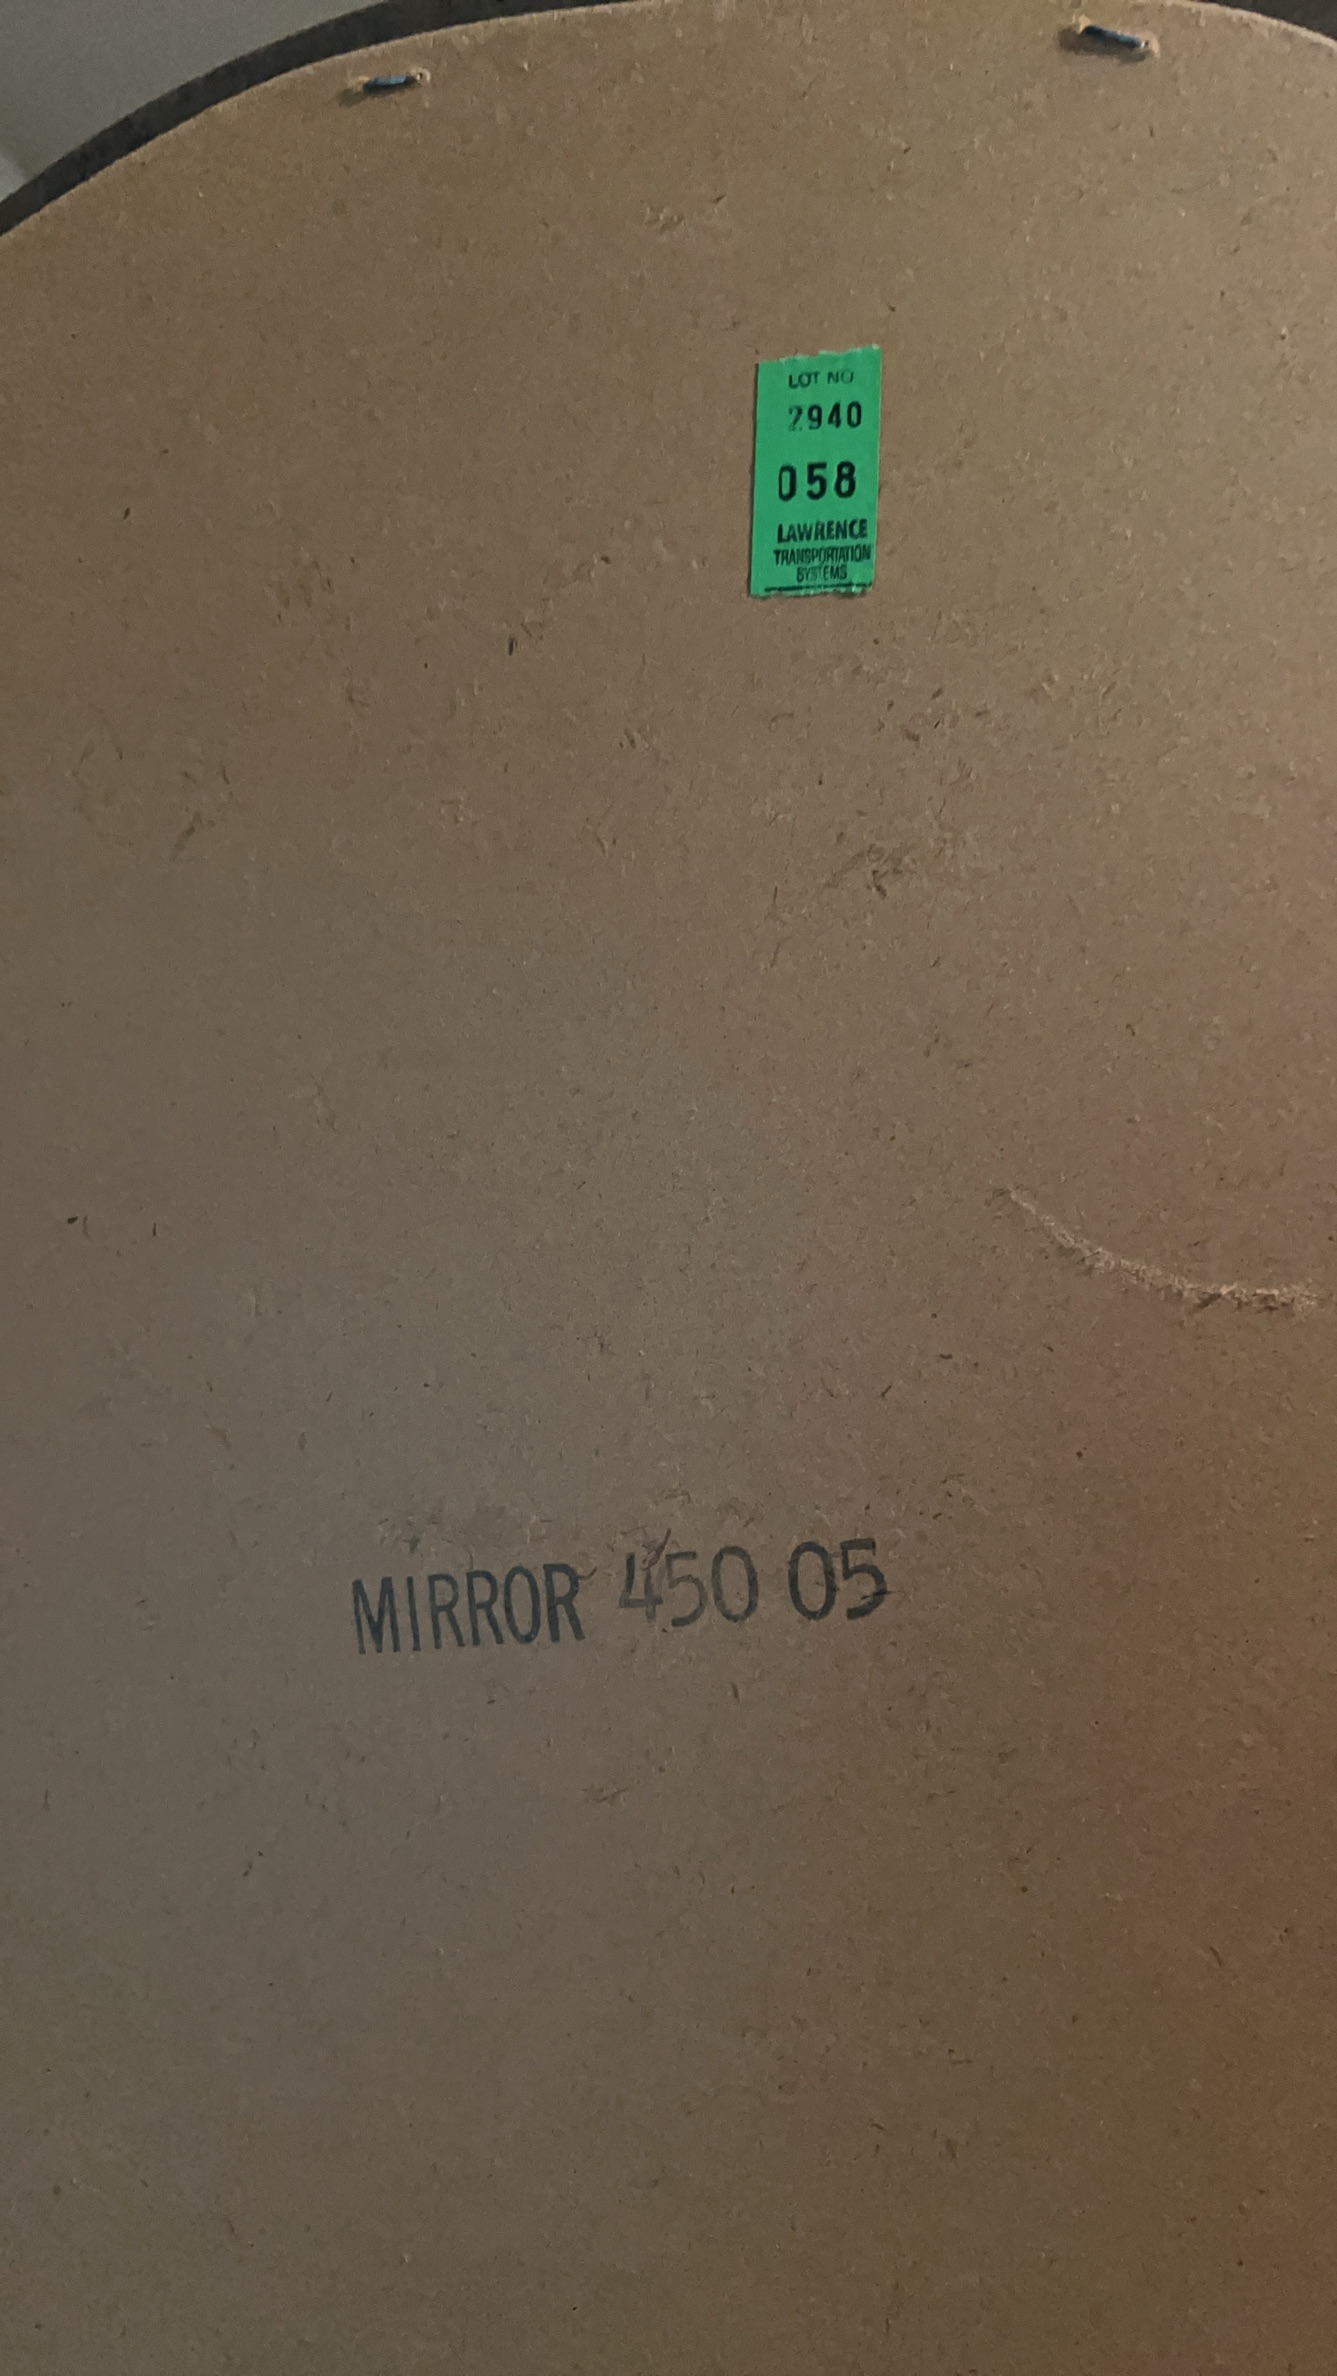 LOT NO
2940
058
LAWRENCE
TRANSPORTATION
SYSTEMS
MIRROR 450 05